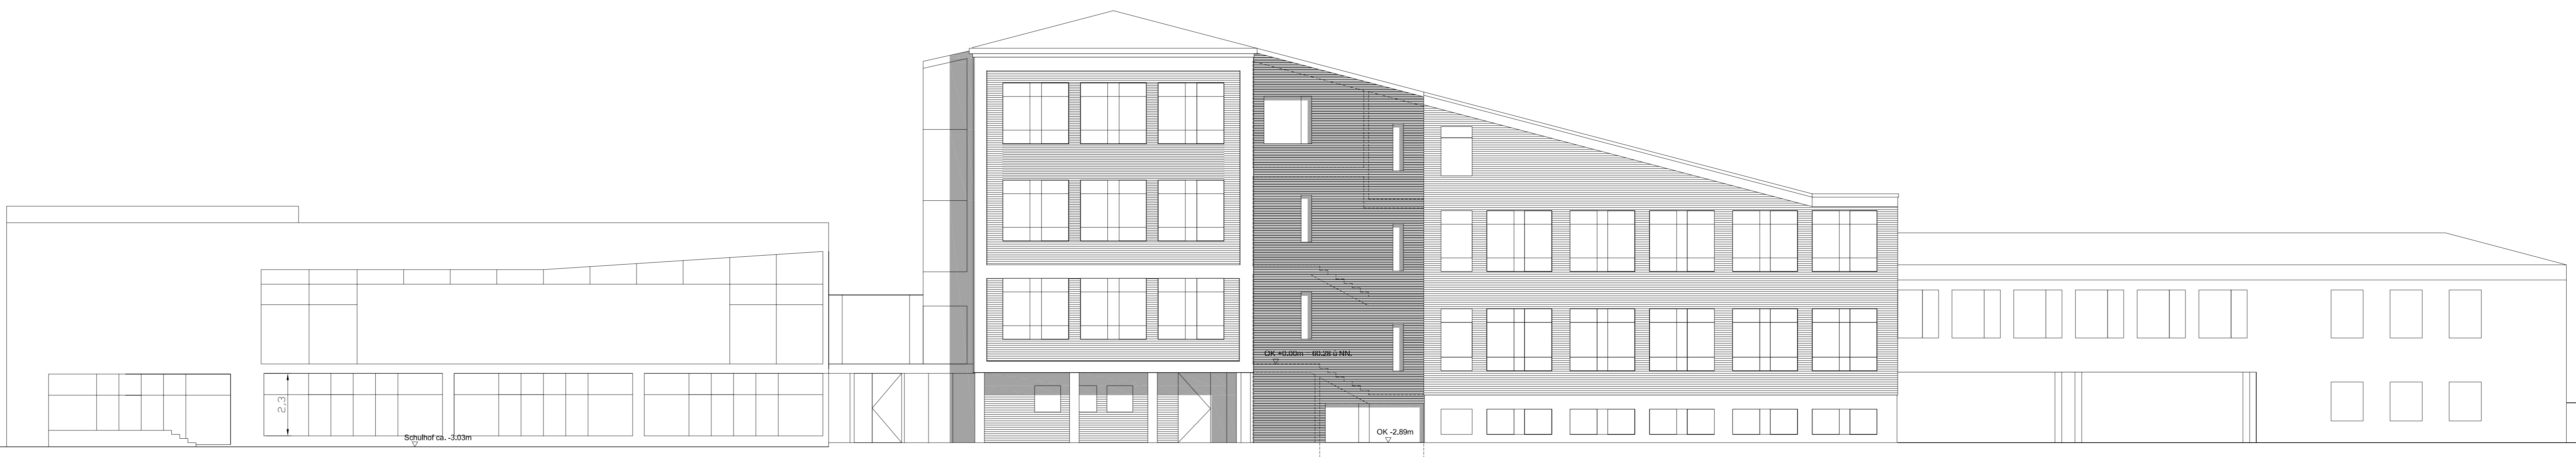 OK +0.00m = 60.28 ü NN.
2,3
OK -2.89m
Schulhof ca. -3.03m